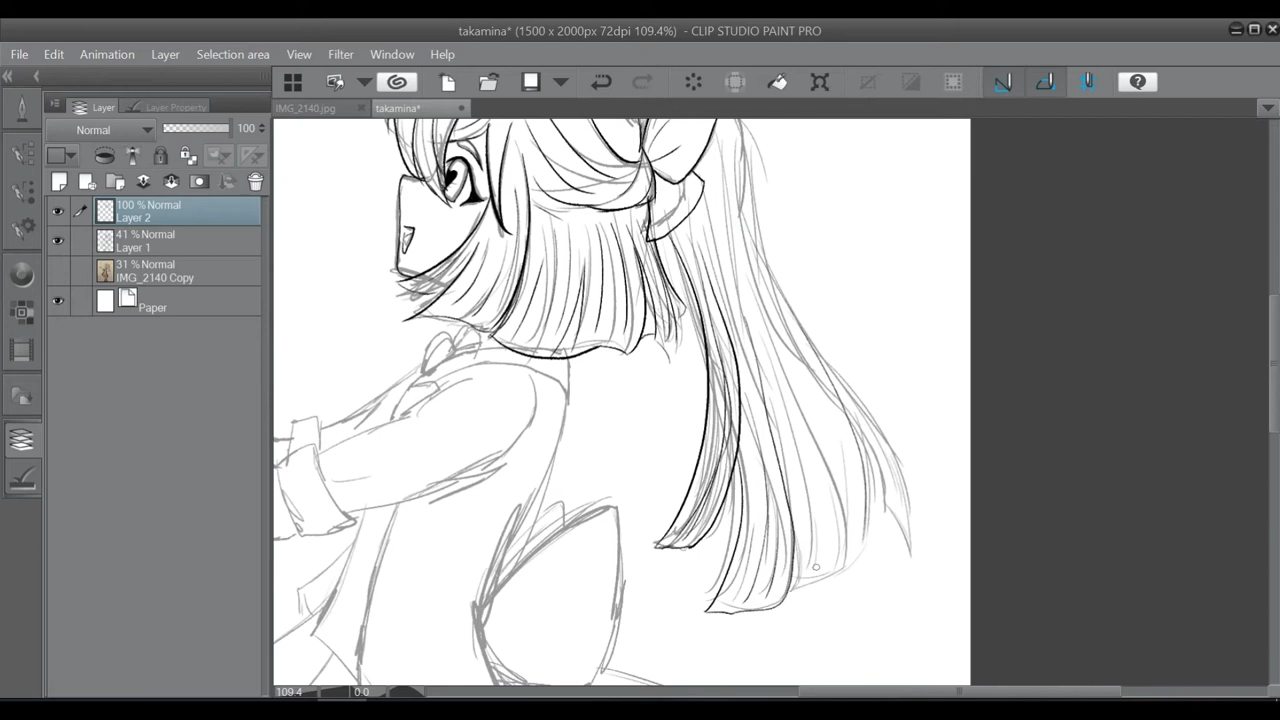 takamina* (1500 x 2000px 72dpi 109.4%) - CLIP STUDIO PAINT PRO
File Edit Animation Layer Selection area View Filter Window Help
Layer Layer Property
IMG_2140.jpg takamina*
Normal 100
100 % Normal
Layer 2
41 % Normal
Layer 1
31 % Normal
IMG_2140 Copy
Paper
109.4 0.0